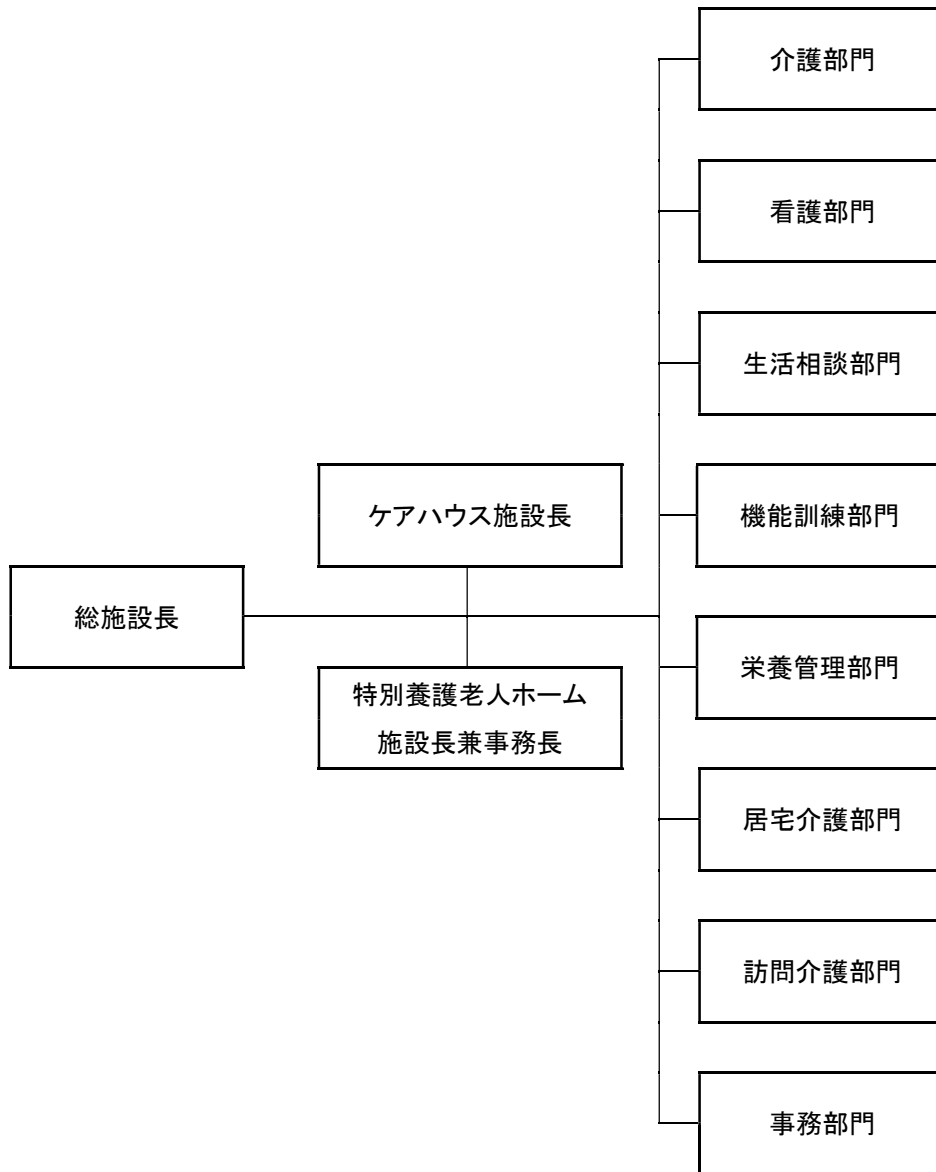 総施設長
ケアハウス施設長
特別養護老人ホーム
施設長兼事務長
介護部門
看護部門
生活相談部門
機能訓練部門
栄養管理部門
居宅介護部門
訪問介護部門
事務部門